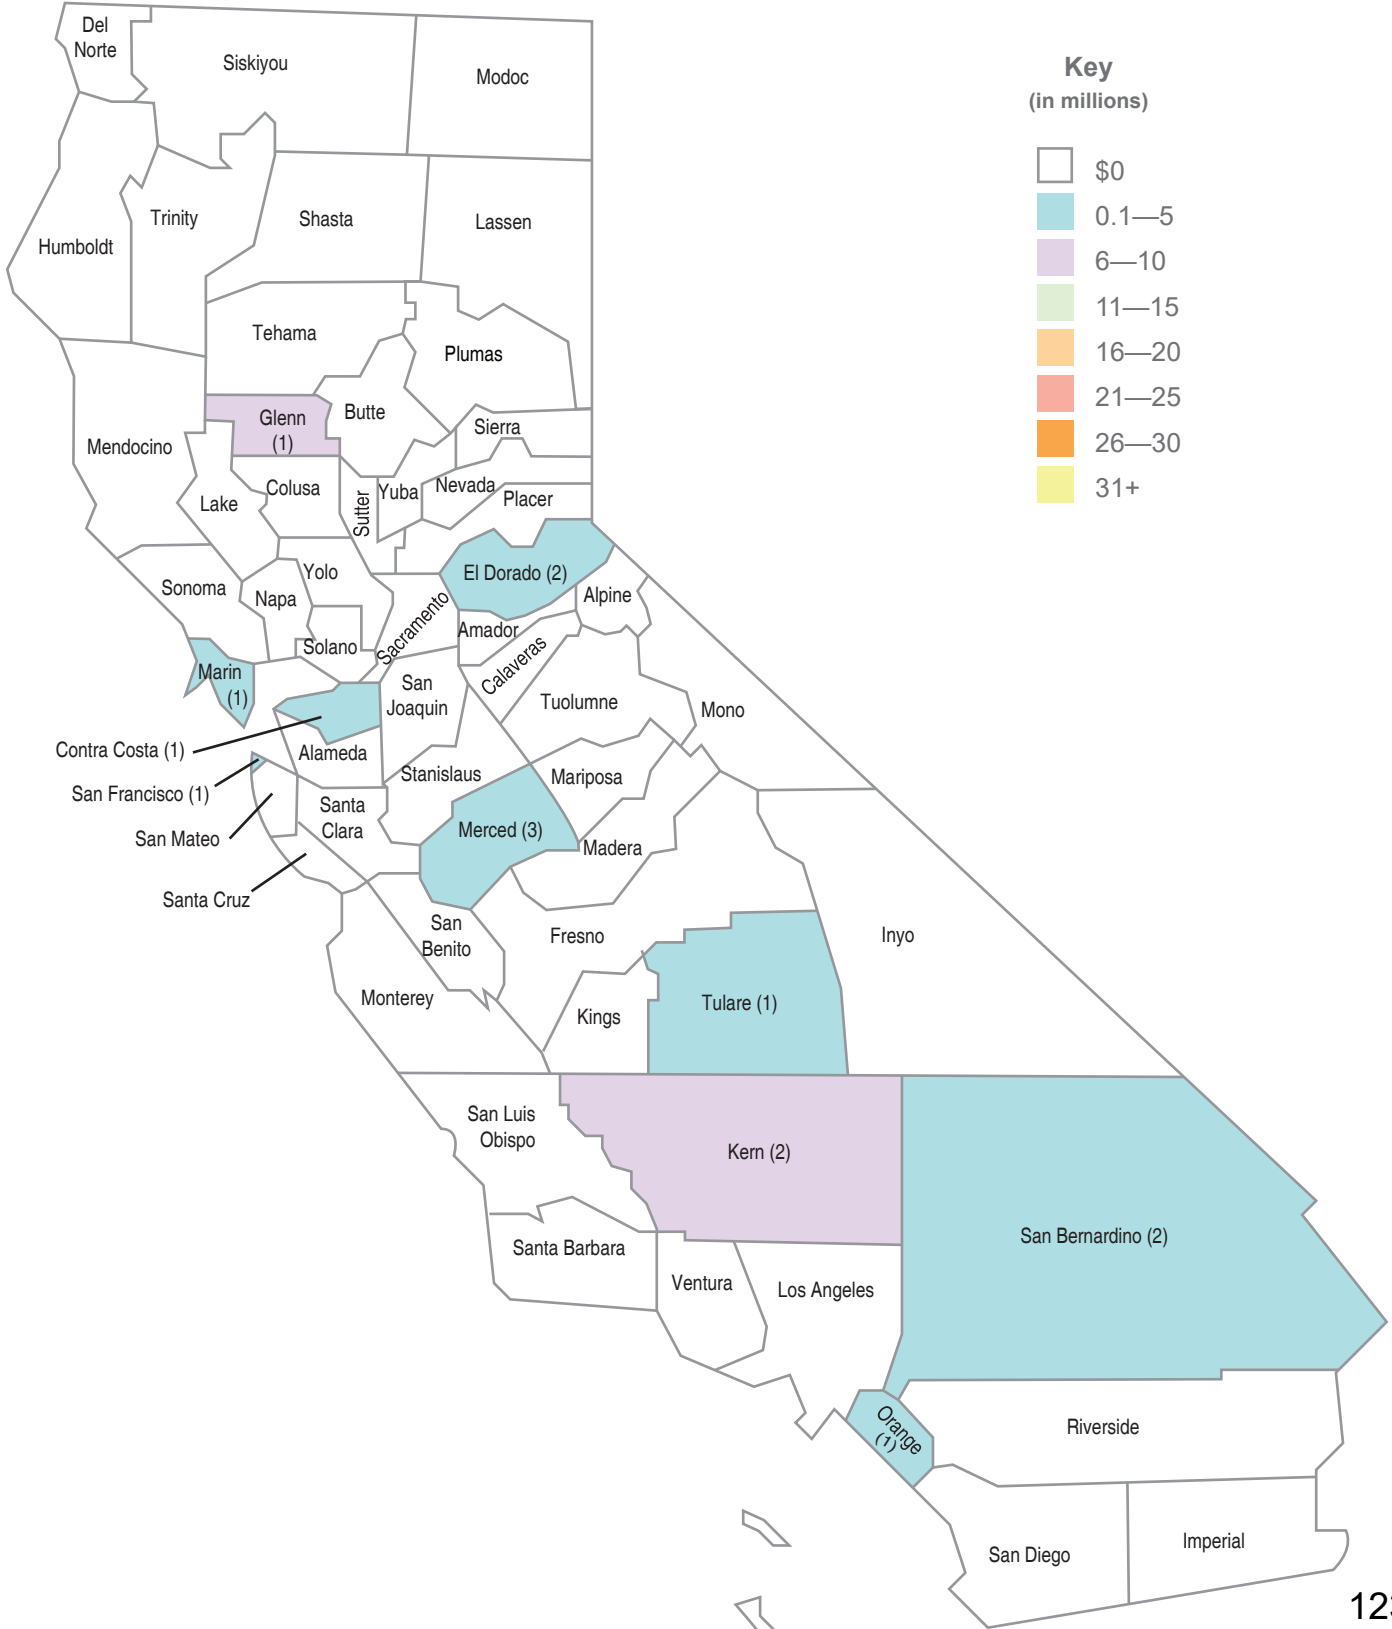 Del
Norte
Siskiyou
Modoc
Key
(in millions)
$0
0.1—5
6—10
11—15
16—20
21—25
26—30
31+
Humboldt
Trinity
Shasta
Lassen
Tehama
Plumas
Mendocino
Glenn
(1)
Butte
Sierra
Lake
Colusa
Sutter
Yuba
Nevada
Placer
Sonoma
Napa
Yolo
El Dorado (2)
Alpine
Solano
Sacramento
Amador
Calaveras
Marin
(1)
San
Joaquin
Tuolumne
Mono
Contra Costa (1)
Alameda
Stanislaus
Mariposa
San Francisco (1)
Santa
Clara
Merced (3)
Madera
San Mateo
Santa Cruz
San
Benito
Fresno
Inyo
Monterey
Kings
Tulare (1)
San Luis
Obispo
Kern (2)
San Bernardino (2)
Santa Barbara
Ventura
Los Angeles
Orange
(1)
Riverside
San Diego
Imperial